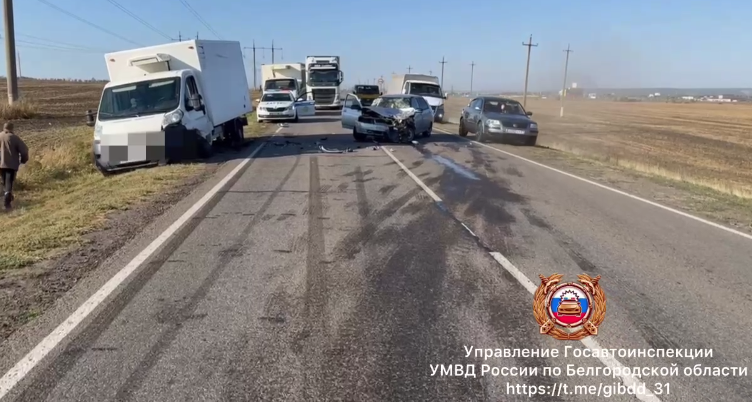 Управление Госавтоинспекции
УМВД России по Белгородской области
https://t.me/gibdd_31